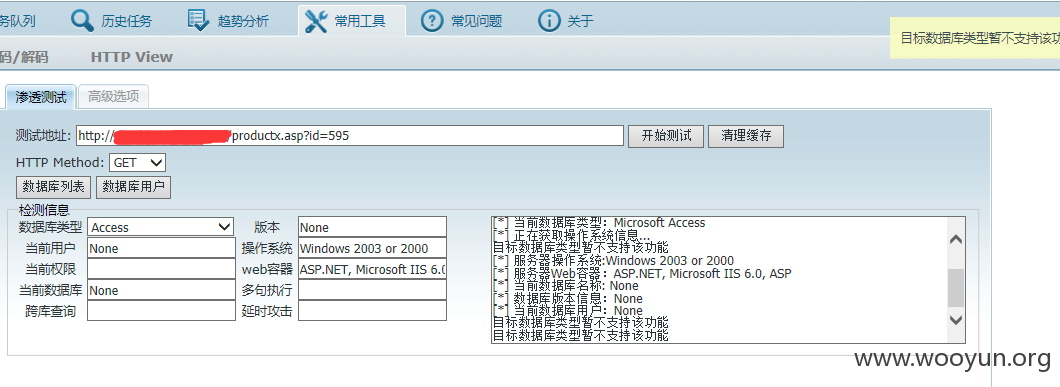 务队列 历史任务 趋势分析 常用工具 常见问题 关于
目标数据库类型暂不支持该功
码/解码 HTTP View
渗透测试 高级选项
测试地址: http:// /productx.asp?id=595 开始测试 清理缓存
HTTP Method: GET
数据库列表 数据库用户
检测信息
数据库类型 Access 版本 None
当前用户 None 操作系统 Windows 2003 or 2000
当前权限 web容器 ASP.NET, Microsoft IIS 6.0
当前数据库 None 多句执行
跨库查询 延时攻击
[*] 当前数据库类型: Microsoft Access
[*] 正在获取操作系统信息...
目标数据库类型暂不支持该功能
[*] 服务器操作系统:Windows 2003 or 2000
[*] 服务器Web容器: ASP.NET, Microsoft IIS 6.0, ASP
[*] 当前数据库名称: None
[*] 数据库版本信息: None
[*] 当前数据库用户: None
目标数据库类型暂不支持该功能
目标数据库类型暂不支持该功能
www.wooyun.org